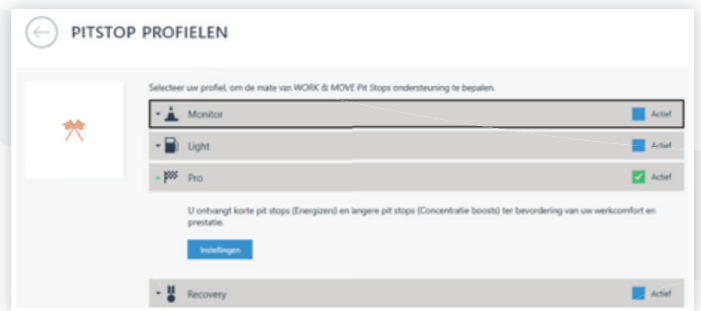 PITSTOP PROFIELEN
Selecteer uw profiel, om de mate van WORK & MOVE Pit Stops ondersteuning te bepalen.
Monitor Actief
Light Actief
Pro Actief
U ontvangt korte pit stops (Energizers) en langere pit stops (Concentratie boosts) ter bevordering van uw werkcomfort en
prestatie.
Instellingen
Recovery Actief